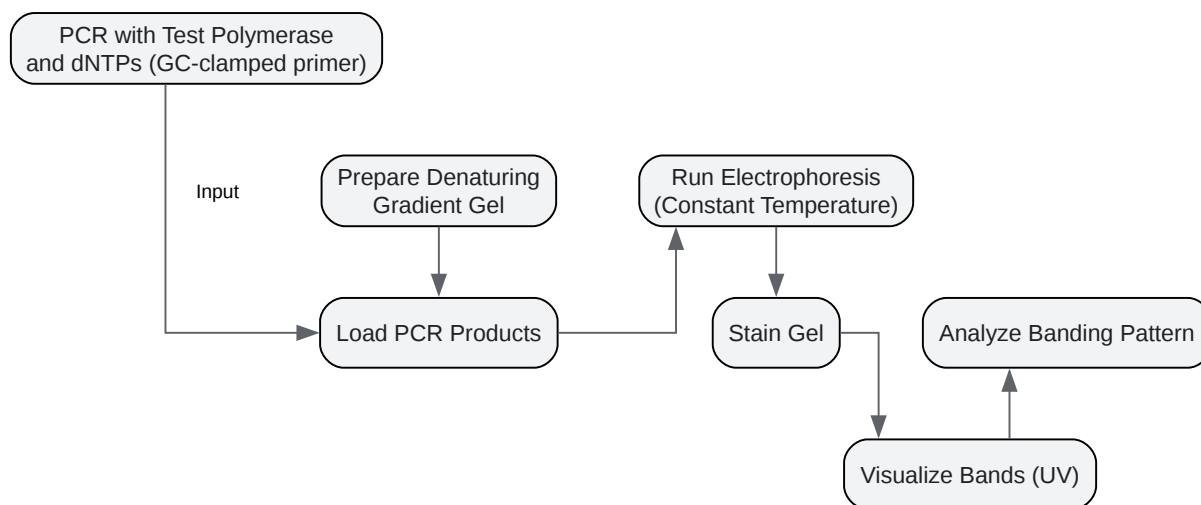 PCR with Test Polymerase
and dNTPs (GC-clamped primer)
Input
Prepare Denaturing
Gradient Gel
Run Electrophoresis
(Constant Temperature)
Load PCR Products
Stain Gel
Analyze Banding Pattern
Visualize Bands (UV)